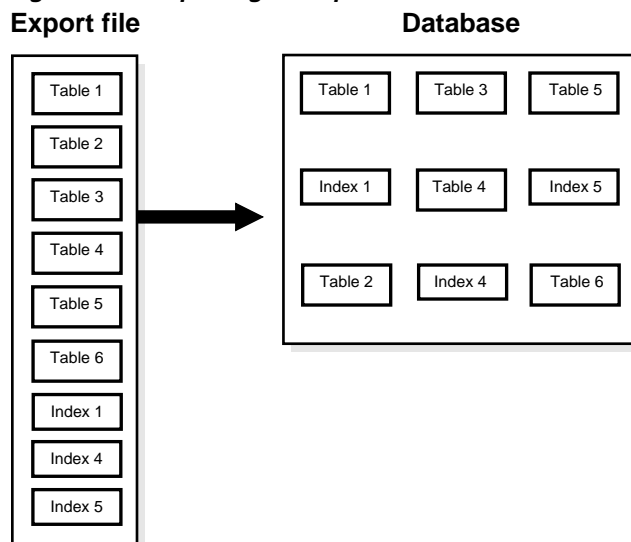 Export file
Database
Table 1
Table 2
Table 3
Table 4
Table 5
Table 6
Index 1
Index 4
Index 5
Table 1 Table 3 Table 5
Index 1 Table 4 Index 5
Table 2 Index 4 Table 6